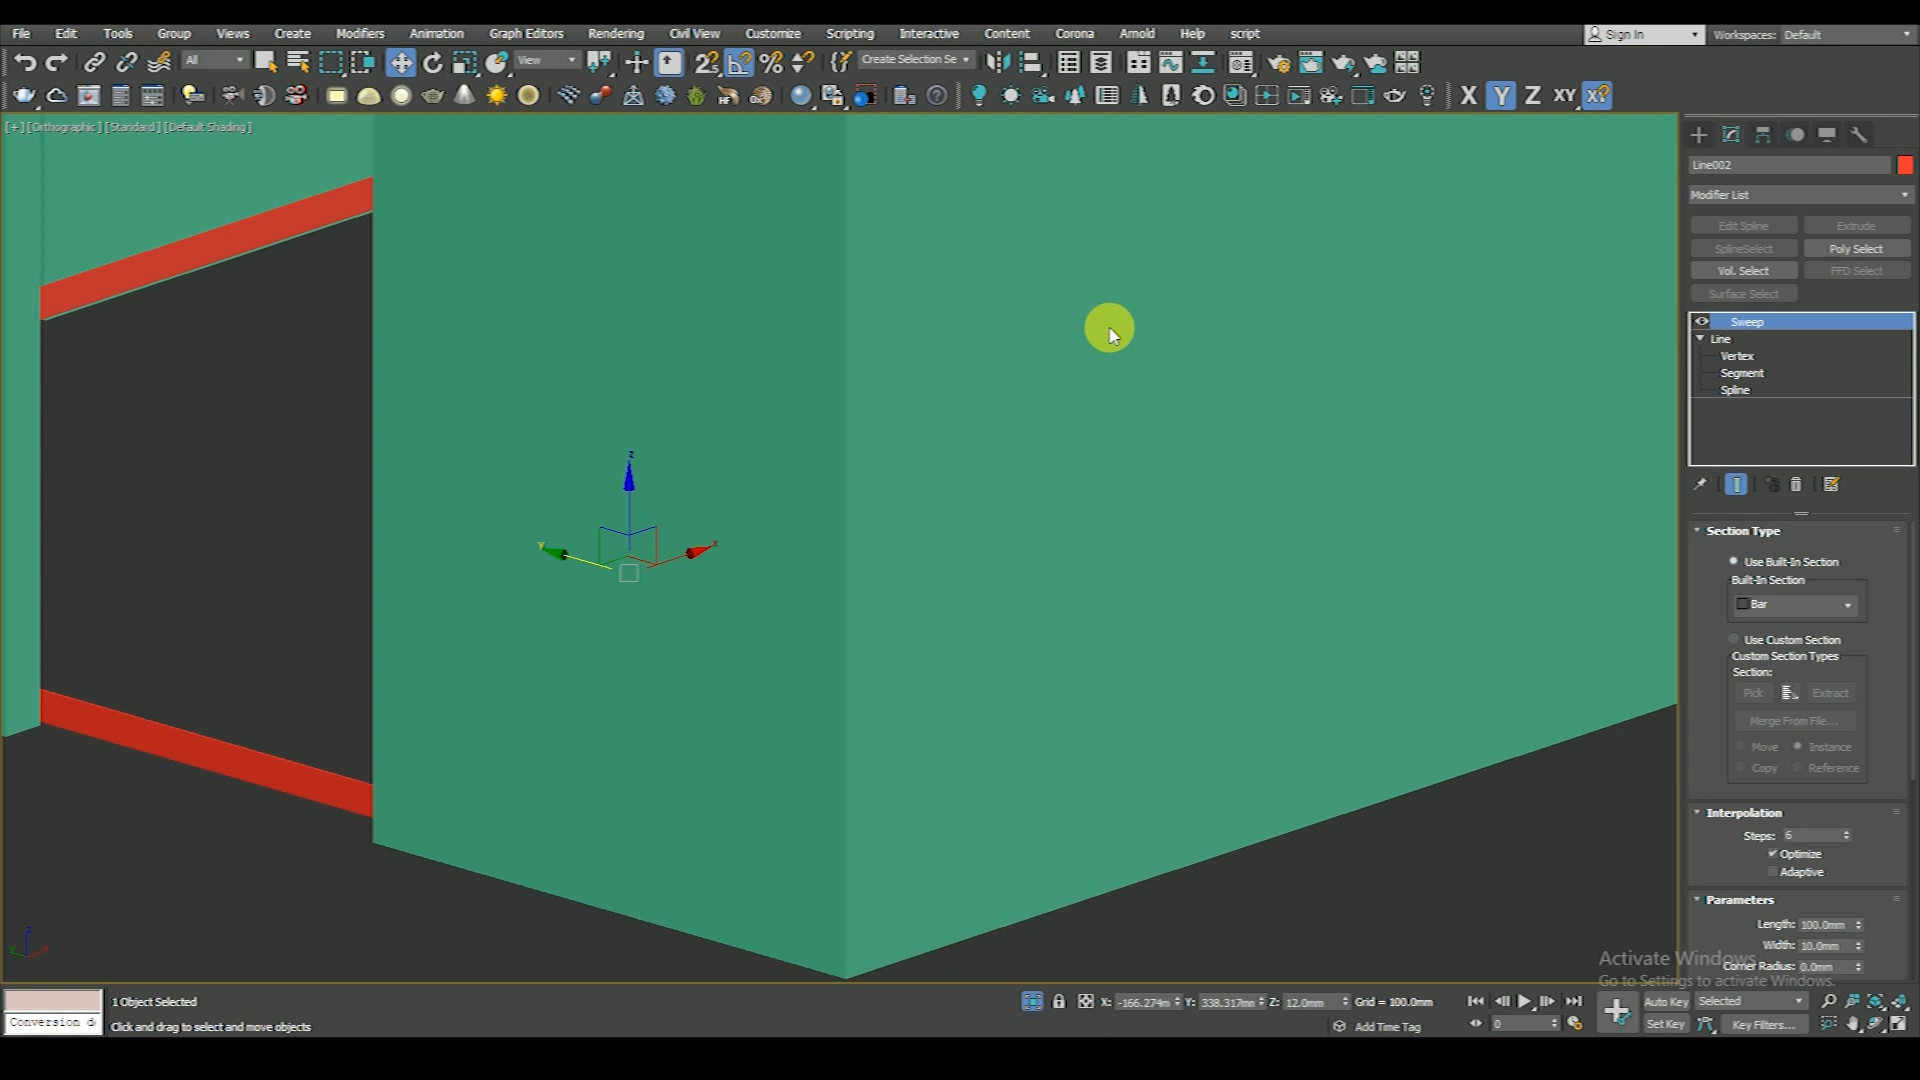 File Edit Tools Group Views Create Modifiers Animation Graph Editors Rendering Civil View Customize Scripting Interactive Content Corona Arnold Help script Sign In Workspaces: Default
All View Create Selection Se
X Y Z XY XY
[+] [Orthographic] [Standard] [Default Shading]
Line002
Modifier List
Edit Spline Extrude
SplineSelect Poly Select
Vol. Select FFD Select
Surface Select
Sweep
Line
Vertex
Segment
Spline
z
y x
Section Type
Use Built-In Section
Built-In Section
Bar
Use Custom Section
Custom Section Types
Section:
Pick Extract
Merge From File...
Move Instance
Copy Reference
Interpolation
Steps: 6
Optimize
Adaptive
Parameters
Length: 100.0mm
Width: 10.0mm
Corner Radius: 0.0mm
Activate Windows
Go to Settings to activate Windows.
1 Object Selected X: -166.274m Y: 338.317mm Z: 12.0mm Grid = 100.0mm Auto Key Selected
Conversion d Click and drag to select and move objects Add Time Tag 0 Set Key Key Filters...